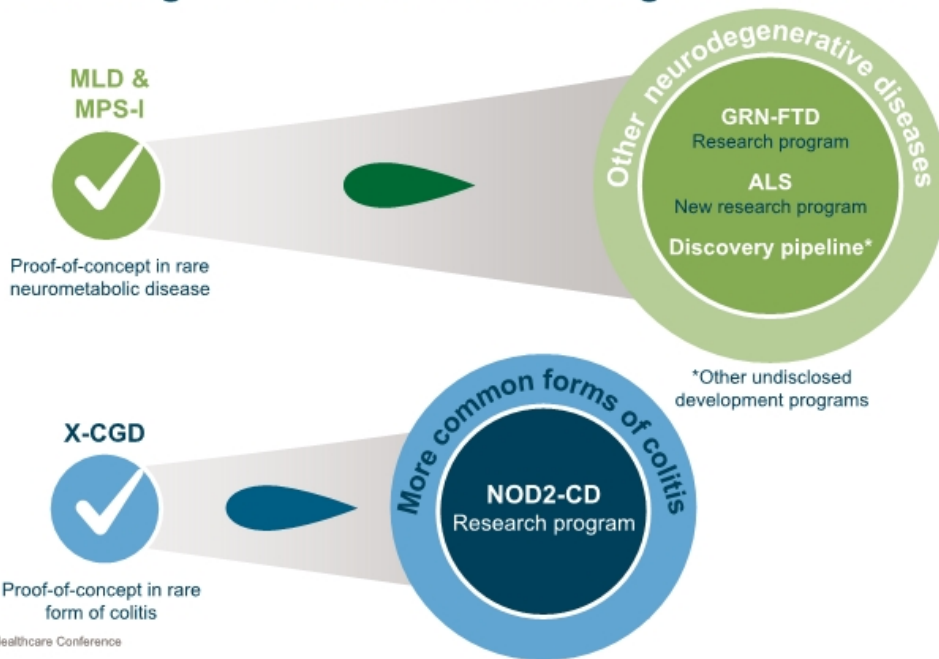 MLD &
MPS-I
Proof-of-concept in rare
neurometabolic disease
Other neurodegenerative diseases
GRN-FTD
Research program
ALS
New research program
Discovery pipeline*
*Other undisclosed
development programs
X-CGD
Proof-of-concept in rare
form of colitis
More common forms of colitis
NOD2-CD
Research program
Healthcare Conference